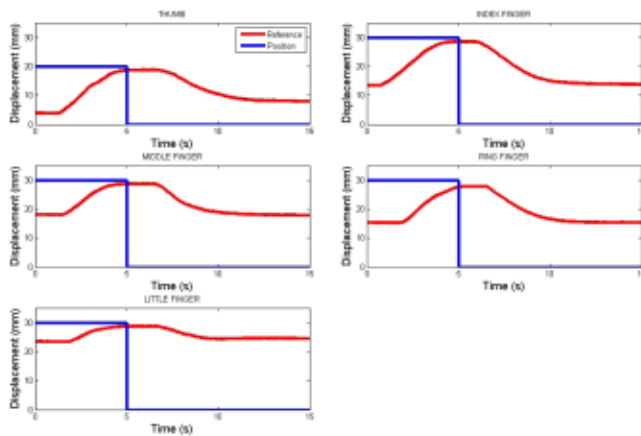 THUMB
Displacement (mm)
30
20
10
0
Reference
Position
0 5 10 15
Time (s)
INDEX FINGER
Displacement (mm)
30
20
10
0
0 5 10 15
Time (s)
MIDDLE FINGER
Displacement (mm)
30
20
10
0
0 5 10 15
Time (s)
RING FINGER
Displacement (mm)
30
20
10
0
0 5 10 15
Time (s)
LITTLE FINGER
Displacement (mm)
30
20
10
0
0 5 10 15
Time (s)